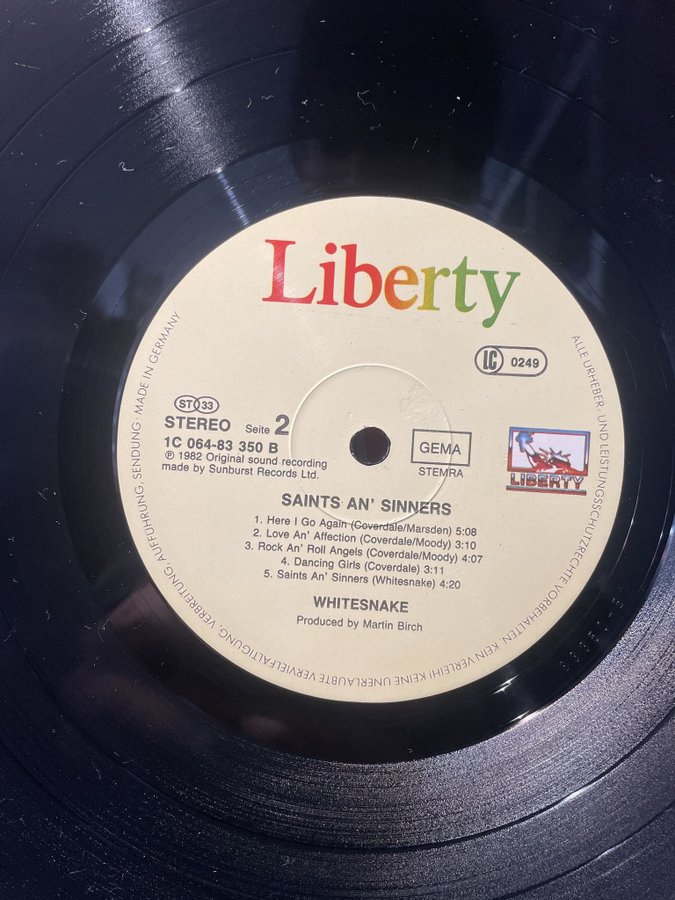 Liberty
LC 0249
ST 33
STEREO Seite 2
1C 064-83 350 B
℗ 1982 Original sound recording
made by Sunburst Records Ltd.
GEMA
STEMRA
LIBERTY
SAINTS AN' SINNERS
1. Here I Go Again (Coverdale/Marsden) 5:08
2. Love An' Affection (Coverdale/Moody) 3:10
3. Rock An' Roll Angels (Coverdale/Moody) 4:07
4. Dancing Girls (Coverdale) 3:11
5. Saints An' Sinners (Whitesnake) 4:20
WHITESNAKE
Produced by Martin Birch
ALLE URHEBER- UND LEISTUNGSSCHUTZRECHTE VORBEHALTEN. KEIN VERLEIH! KEINE UNERLAUBTE VERVIELFÄLTIGUNG, VERBREITUNG, AUFFÜHRUNG, SENDUNG · MADE IN GERMANY